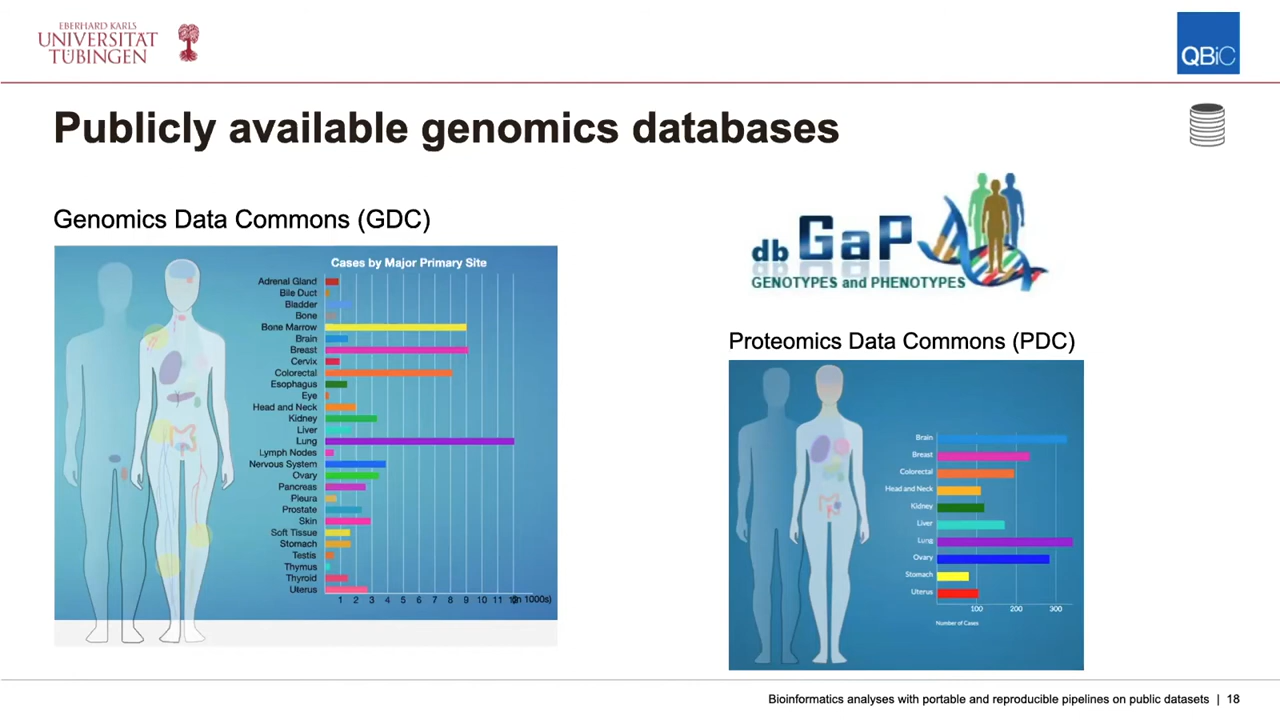 EBERHARD KARLS
UNIVERSITÄT
TÜBINGEN
QBiC
Publicly available genomics databases
Genomics Data Commons (GDC)
Cases by Major Primary Site
Adrenal Gland
Bile Duct
Bladder
Bone
Bone Marrow
Brain
Breast
Cervix
Colorectal
Esophagus
Eye
Head and Neck
Kidney
Liver
Lung
Lymph Nodes
Nervous System
Ovary
Pancreas
Pleura
Prostate
Skin
Soft Tissue
Stomach
Testis
Thymus
Thyroid
Uterus
1 2 3 4 5 6 7 8 9 10 11 12 (in 1000s)
db GaP
GENOTYPES and PHENOTYPES
Proteomics Data Commons (PDC)
Brain
Breast
Colorectal
Head and Neck
Kidney
Liver
Lung
Ovary
Stomach
Uterus
100 200 300
Number of Cases
Bioinformatics analyses with portable and reproducible pipelines on public datasets | 18